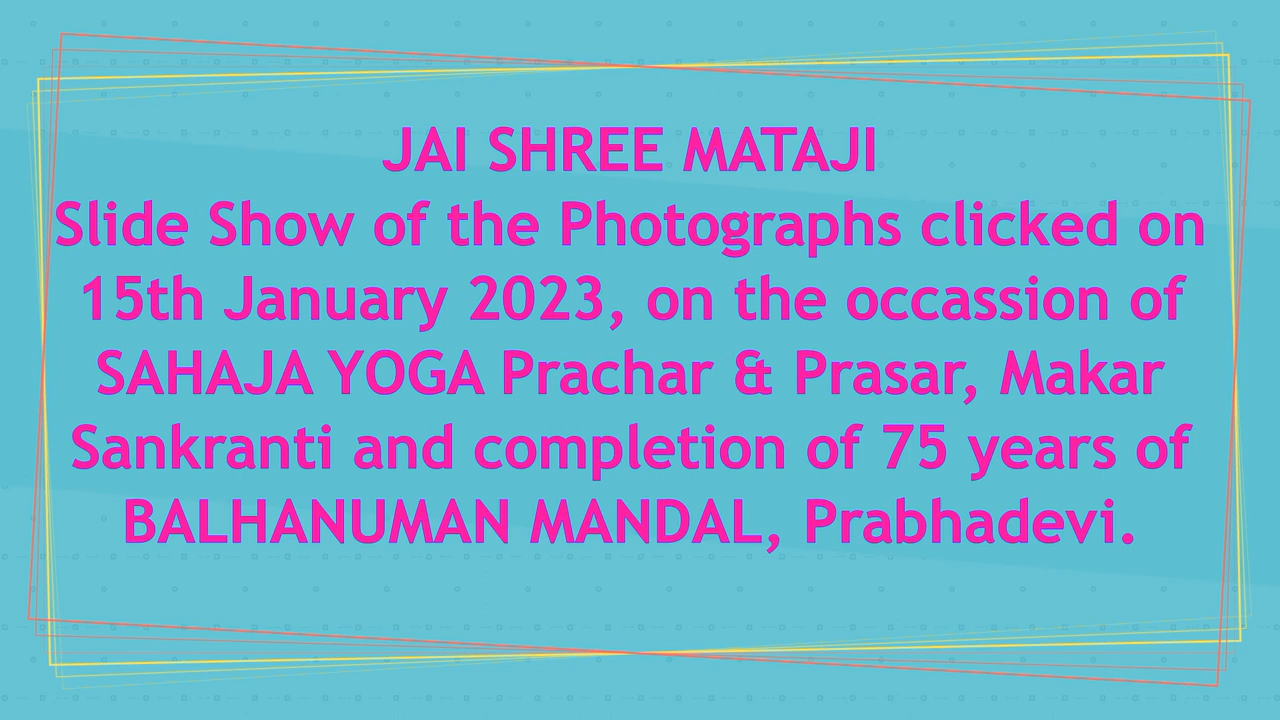 JAI SHREE MATAJI
Slide Show of the Photographs clicked on
15th January 2023, on the occassion of
SAHAJA YOGA Prachar & Prasar, Makar
Sankranti and completion of 75 years of
BALHANUMAN MANDAL, Prabhadevi.